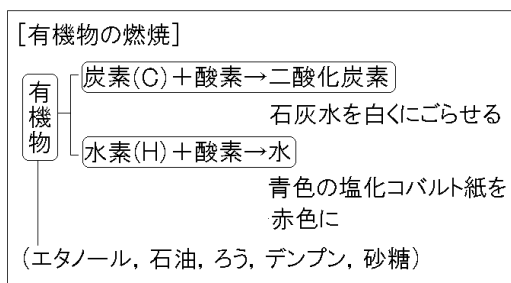 [有機物の燃焼]
有機物
炭素(C)＋酸素→二酸化炭素
石灰水を白くにごらせる
水素(H)＋酸素→水
青色の塩化コバルト紙を
赤色に
(エタノール, 石油, ろう, デンプン, 砂糖)